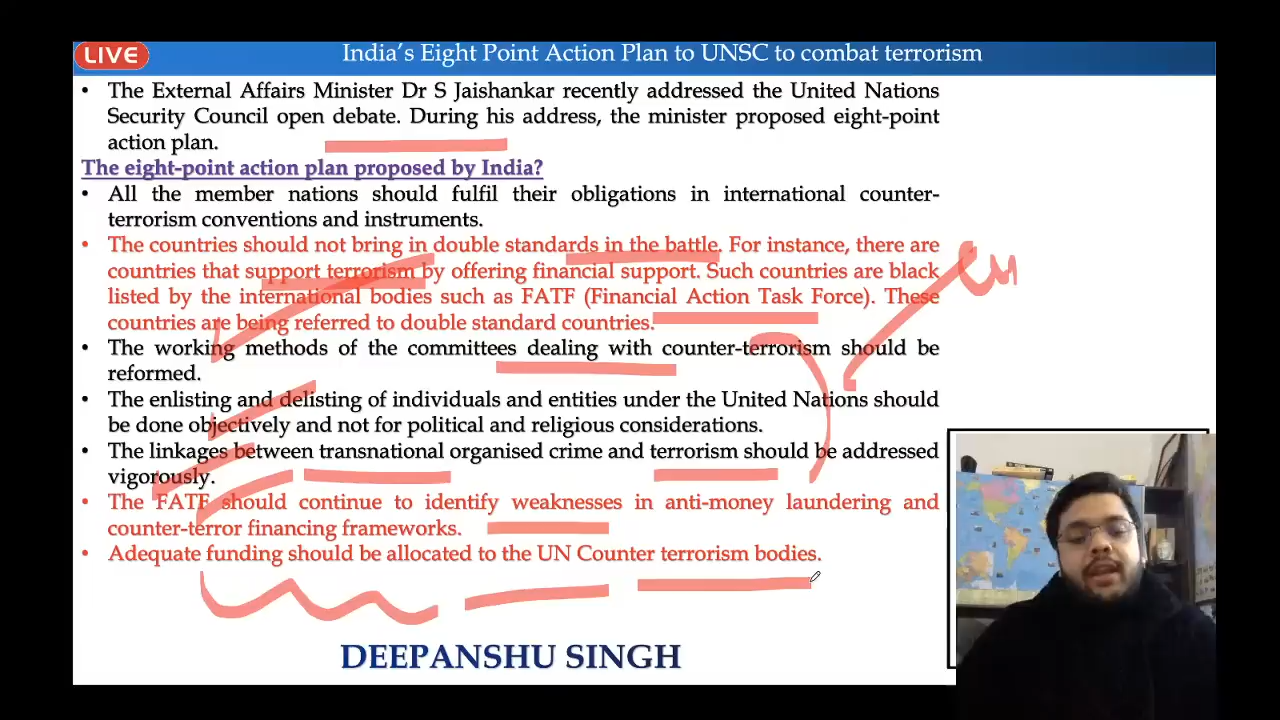 LIVE
India's Eight Point Action Plan to UNSC to combat terrorism
• The External Affairs Minister Dr S Jaishankar recently addressed the United Nations
Security Council open debate. During his address, the minister proposed eight-point
action plan.
The eight-point action plan proposed by India?
• All the member nations should fulfil their obligations in international counter-
terrorism conventions and instruments.
• The countries should not bring in double standards in the battle. For instance, there are
countries that support terrorism by offering financial support. Such countries are black
listed by the international bodies such as FATF (Financial Action Task Force). These
countries are being referred to double standard countries.
• The working methods of the committees dealing with counter-terrorism should be
reformed.
• The enlisting and delisting of individuals and entities under the United Nations should
be done objectively and not for political and religious considerations.
• The linkages between transnational organised crime and terrorism should be addressed
vigorously.
• The FATF should continue to identify weaknesses in anti-money laundering and
counter-terror financing frameworks.
• Adequate funding should be allocated to the UN Counter terrorism bodies.
DEEPANSHU SINGH